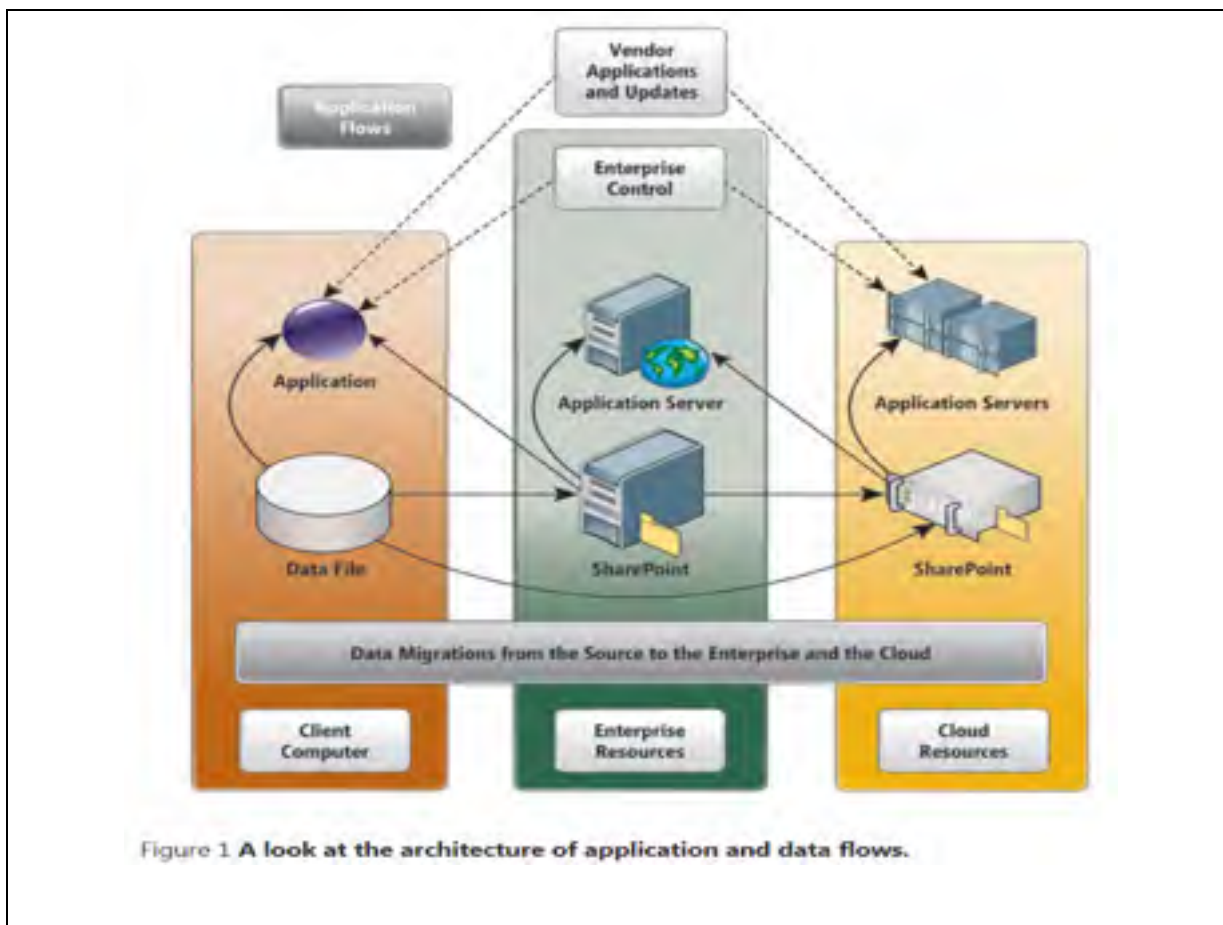 Vendor
Applications
and Updates
Application
Flows
Enterprise
Control
Application
Application Server
Application Servers
Data File
SharePoint
SharePoint
Data Migrations from the Source to the Enterprise and the Cloud
Client
Computer
Enterprise
Resources
Cloud
Resources
Figure 1 A look at the architecture of application and data flows.